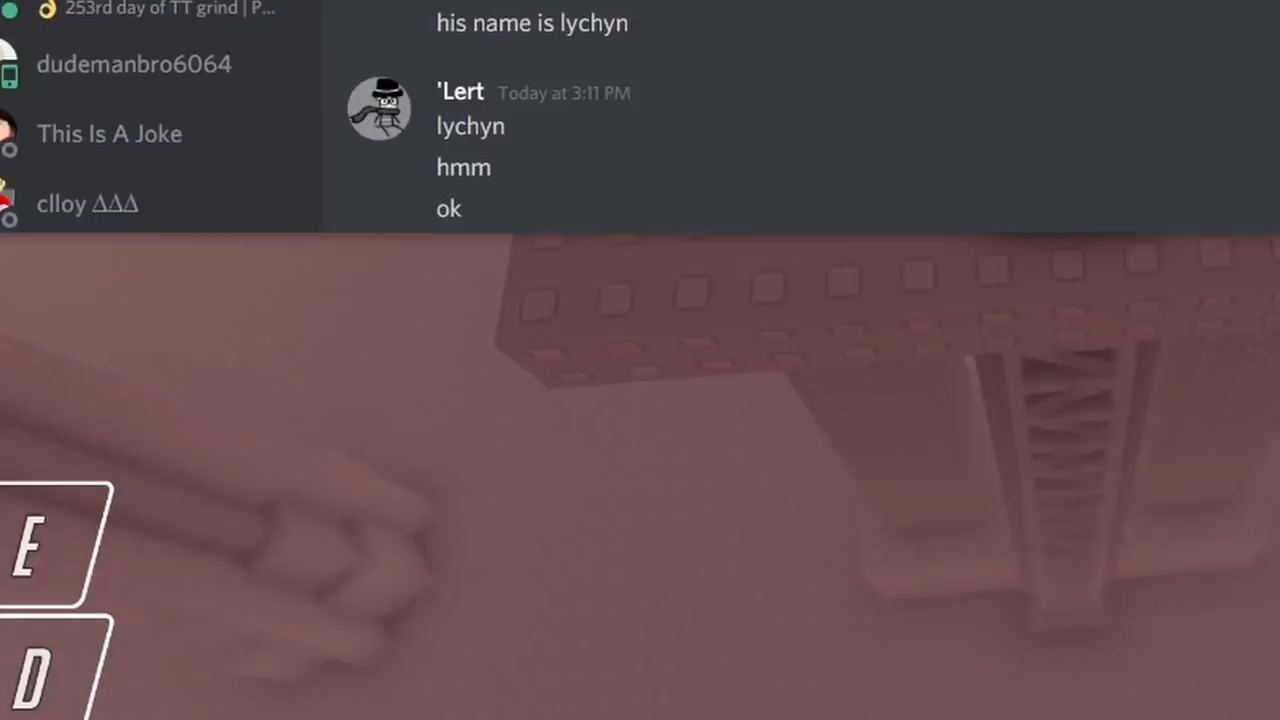 253rd day of TT grind | P...
dudemanbro6064
This Is A Joke
clloy ΔΔΔ
his name is lychyn
'Lert Today at 3:11 PM
lychyn
hmm
ok
E
D